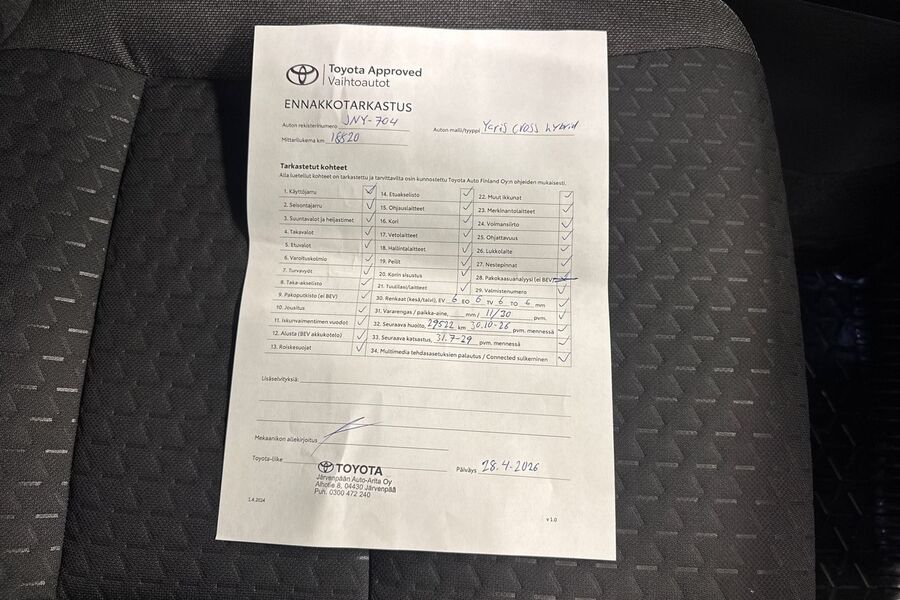 Toyota Approved
Vaihtoautot
ENNAKKOTARKASTUS
Auton rekisterinumero JNY-704
Auton malli/tyyppi Yaris Cross hybrid
Mittarilukema km 18520
Tarkastetut kohteet
Alla luetellut kohteet on tarkastettu ja tarvittavilta osin kunnostettu Toyota Auto Finland Oy:n ohjeiden mukaisesti.
1. Käyttöjarru
2. Seisontajarru
3. Suuntavalot ja heijastimet
4. Takavalot
5. Etuvalot
6. Varoituskolmio
7. Turvavyöt
8. Taka-akselisto
9. Pakoputkisto (ei BEV)
10. Jousitus
11. Iskunvaimentimien vuodot
12. Alusta (BEV akkukotelo)
13. Roiskesuojat
14. Etuakselisto
15. Ohjauslaitteet
16. Kori
17. Vetolaitteet
18. Hallintalaitteet
19. Peilit
20. Korin sisustus
21. Tuulilasi/laitteet
22. Muut ikkunat
23. Merkinantolaitteet
24. Voimansiirto
25. Ohjattavuus
26. Lukkolaite
27. Nestepinnat
28. Pakokaasuanalyysi (ei BEV)
29. Valmistenumero
30. Renkaat (kesä/talvi), EV 6 EO 6 TV 6 TO 6 mm
31. Vararengas / paikka-aine, mm / 11/30 pvm.
32. Seuraava huolto, 29522 km 30.10-26 pvm. mennessä
33. Seuraava katsastus, 31.7-29 pvm. mennessä
34. Multimedia tehdasasetuksien palautus / Connected sulkeminen
Lisäselvityksiä:
Mekaanikon allekirjoitus
Toyota-liike
TOYOTA
Järvenpään Auto-Arita Oy
Alhotie 8, 04430 Järvenpää
Puh. 0300 472 240
Päiväys 28.4-2026
1.4.2024
v 1.0